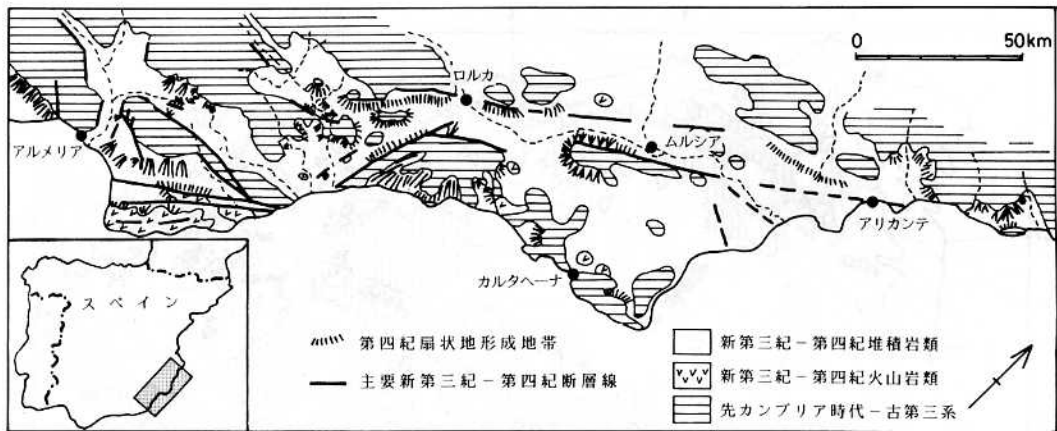 0 50km
ロルカ
アルメリア
ムルシア
アリカンテ
カルタヘーナ
スペイン
第四紀扇状地形成地帯
主要新第三紀－第四紀断層線
新第三紀－第四紀堆積岩類
新第三紀－第四紀火山岩類
先カンブリア時代－古第三系